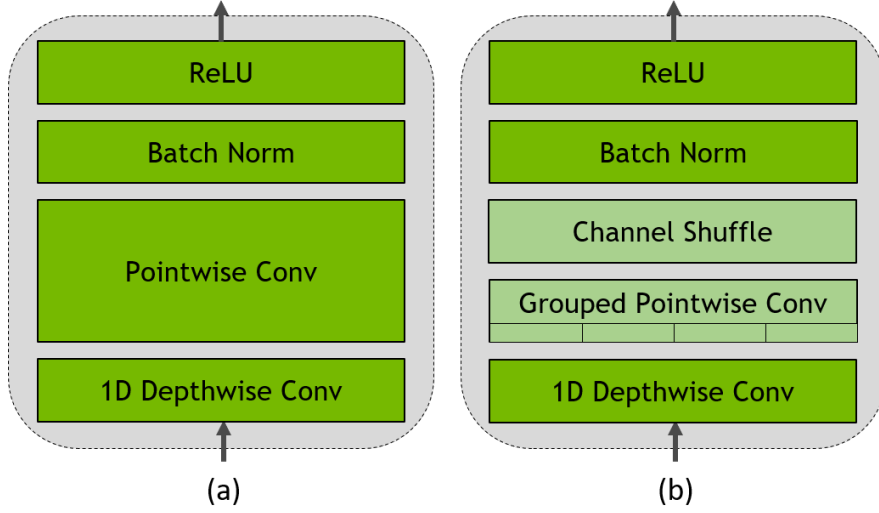 ReLU
Batch Norm
Pointwise Conv
1D Depthwise Conv
(a)
ReLU
Batch Norm
Channel Shuffle
Grouped Pointwise Conv
1D Depthwise Conv
(b)